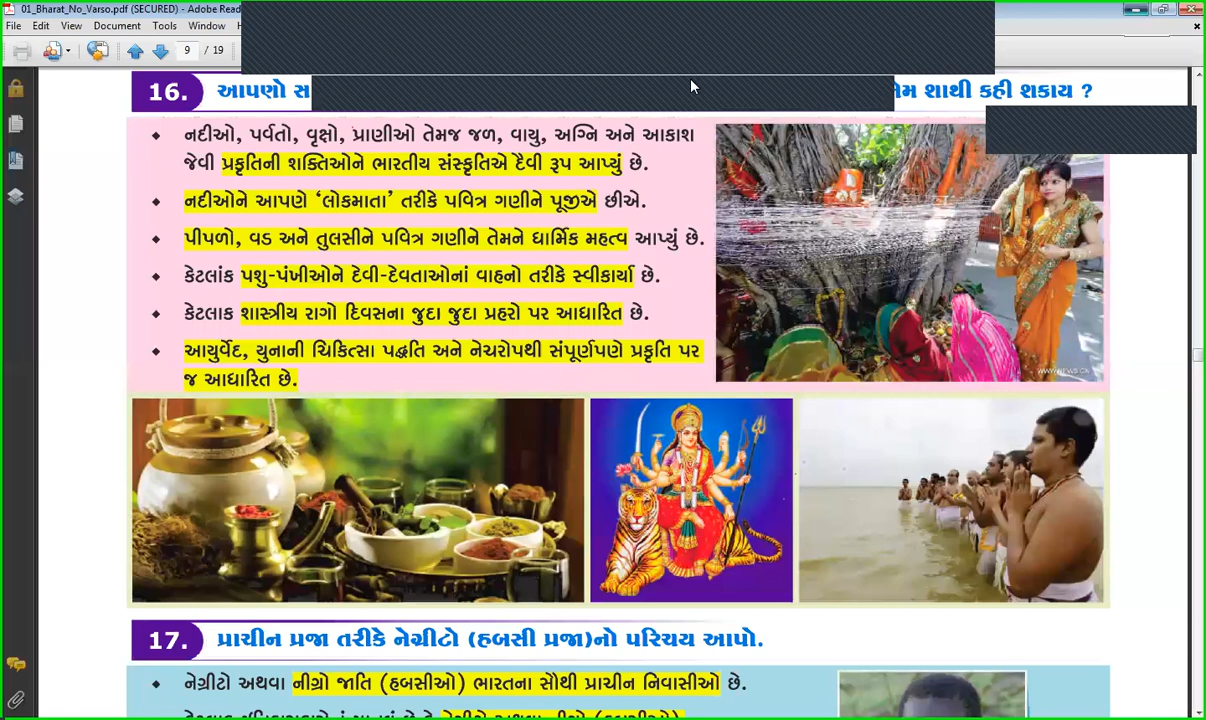 01_Bharat_No_Varso.pdf (SECURED) - Adobe Read
File Edit View Document Tools Window
9 / 19
16. આપણો સ શાથી કહી શકાય ?
નદીઓ, પર્વતો, વૃક્ષો, પ્રાણીઓ તેમજ જળ, વાયુ, અગ્નિ અને આકાશ
જેવી પ્રકૃતિની શક્તિઓને ભારતીય સંસ્કૃતિએ દેવી રૂપ આપ્યું છે.
નદીઓને આપણે ‘લોકમાતા’ તરીકે પવિત્ર ગણીને પૂજીએ છીએ.
પીપળો, વડ અને તુલસીને પવિત્ર ગણીને તેમને ધાર્મિક મહત્વ આપ્યું છે.
કેટલાંક પશુ-પંખીઓને દેવી-દેવતાઓનાં વાહનો તરીકે સ્વીકાર્યા છે.
કેટલાક શાસ્ત્રીય રાગો દિવસના જુદા જુદા પ્રહરો પર આધારિત છે.
આયુર્વેદ, યુનાની ચિકિત્સા પદ્ધતિ અને નેચરોપથી સંપૂર્ણપણે પ્રકૃતિ પર
જ આધારિત છે.
WWW.NEWS.CN
17. પ્રાચીન પ્રજા તરીકે નેગ્રીટો (હબસી પ્રજા)નો પરિચય આપો.
નેગ્રીટો અથવા નીગ્રો જાતિ (હબસીઓ) ભારતના સૌથી પ્રાચીન નિવાસીઓ છે.